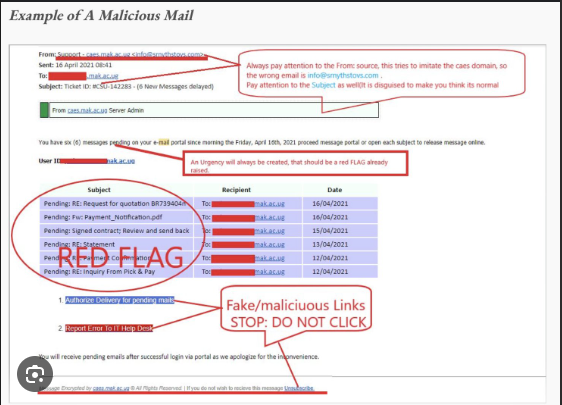 Example of A Malicious Mail
From: Support - caes.mak.ac.ug <info@smythstoys.com>
Sent: 16 April 2021 08:41
To: .mak.ac.ug
Subject: Ticket ID: #CSU-142283 - (6 New Messages delayed)
Always pay attention to the From: source, this tries to imitate the caes domain, so
the wrong email is info@smythstoys.com .
Pay attention to the Subject as well(It is disguised to make you think its normal
From caes.mak.ac.ug Server Admin
You have six (6) messages pending on your e-mail portal since morning the Friday, April 16th, 2021 proceed message portal or open each subject to release message online.
User ID: mak.ac.ug
An Urgency will always be created, that should be a red FLAG already
raised.
Subject Recipient Date
Pending: RE: Request for quotation BR739404# To: mak.ac.ug 16/04/2021
Pending: Fw: Payment_Notification.pdf To: mak.ac.ug 16/04/2021
Pending: Signed contract; Review and send back To: mak.ac.ug 15/04/2021
Pending: RE: Statement To: mak.ac.ug 13/04/2021
Pending: RE: Payment Confirmation To: mak.ac.ug 12/04/2021
Pending: RE: Inquiry From Pick & Pay To: mak.ac.ug 12/04/2021
RED FLAG
1. Authorize Delivery for pending mails
2. Report Error To IT Help Desk
Fake/maliciuous Links
STOP: DO NOT CLICK
You will receive pending emails after successful login via portal as we apologize for the inconvenience.
Message Encrypted by caes.mak.ac.ug © All Rights Reserved. | If you do not wish to recieve this message Unsubscribe.